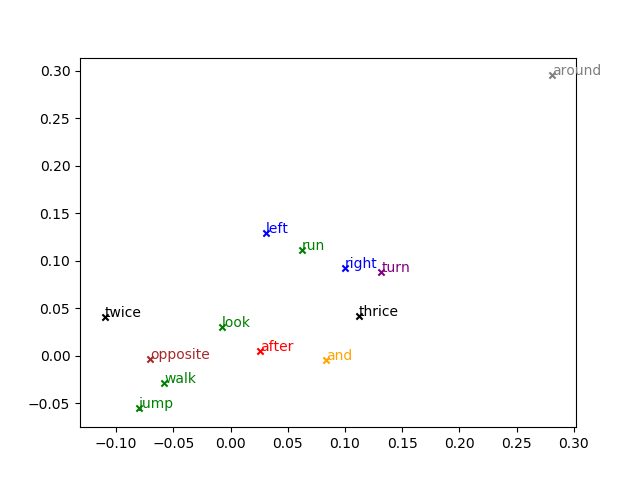 around
0.30
0.25
0.20
0.15
left
run
0.10
right
turn
0.05
twice
thrice
look
0.00
opposite
after
and
walk
−0.05
jump
−0.10
−0.05
0.00
0.05
0.10
0.15
0.20
0.25
0.30